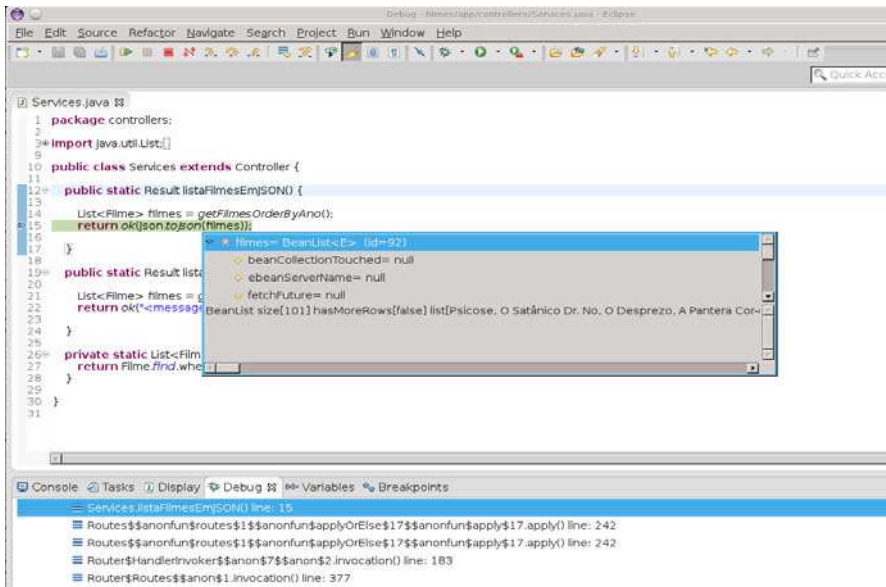 Debug - filmes/app/controllers/Services.java - Eclipse
File Edit Source Refactor Navigate Search Project Run Window Help
Quick Acc
Services.java
1 package controllers;
2
3 import java.util.List;
9
10 public class Services extends Controller {
11
12 public static Result listaFilmesEmJSON() {
13
14 List<Filme> filmes = getFilmesOrderByAno();
15 return ok(Json.toJson(filmes));
16
17 }
18
19 public static Result lista
20
21 List<Filme> filmes = g
22 return ok("<message
23
24 }
25
26 private static List<Film
27 return Filme.find.whe
28 }
29
30 }
31
filmes= BeanList<E> (id=92)
beanCollectionTouched= null
ebeanServerName= null
fetchFuture= null
BeanList size[101] hasMoreRows[false] list[Psicose, O Satânico Dr. No, O Desprezo, A Pantera Cor-
Console Tasks Display Debug Variables Breakpoints
Services.listaFilmesEmJSON() line: 15
Routes$$anonfun$routes$1$$anonfun$applyOrElse$17$$anonfun$apply$17.apply() line: 242
Routes$$anonfun$routes$1$$anonfun$applyOrElse$17$$anonfun$apply$17.apply() line: 242
Router$HandlerInvoker$$anon$7$$anon$2.invocation() line: 183
Router$Routes$$anon$1.invocation() line: 377